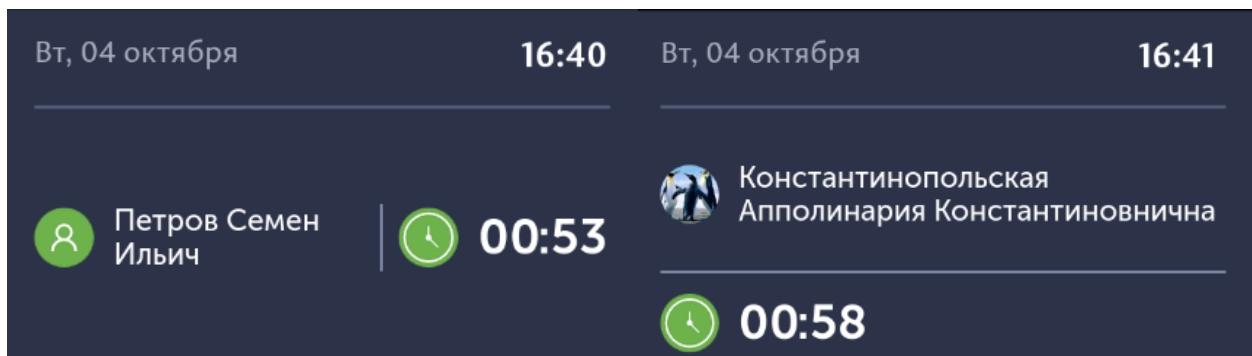 Вт, 04 октября 16:40
Петров Семен
Ильич
00:53
Вт, 04 октября 16:41
Константинопольская
Апполинария Константиновнична
00:58